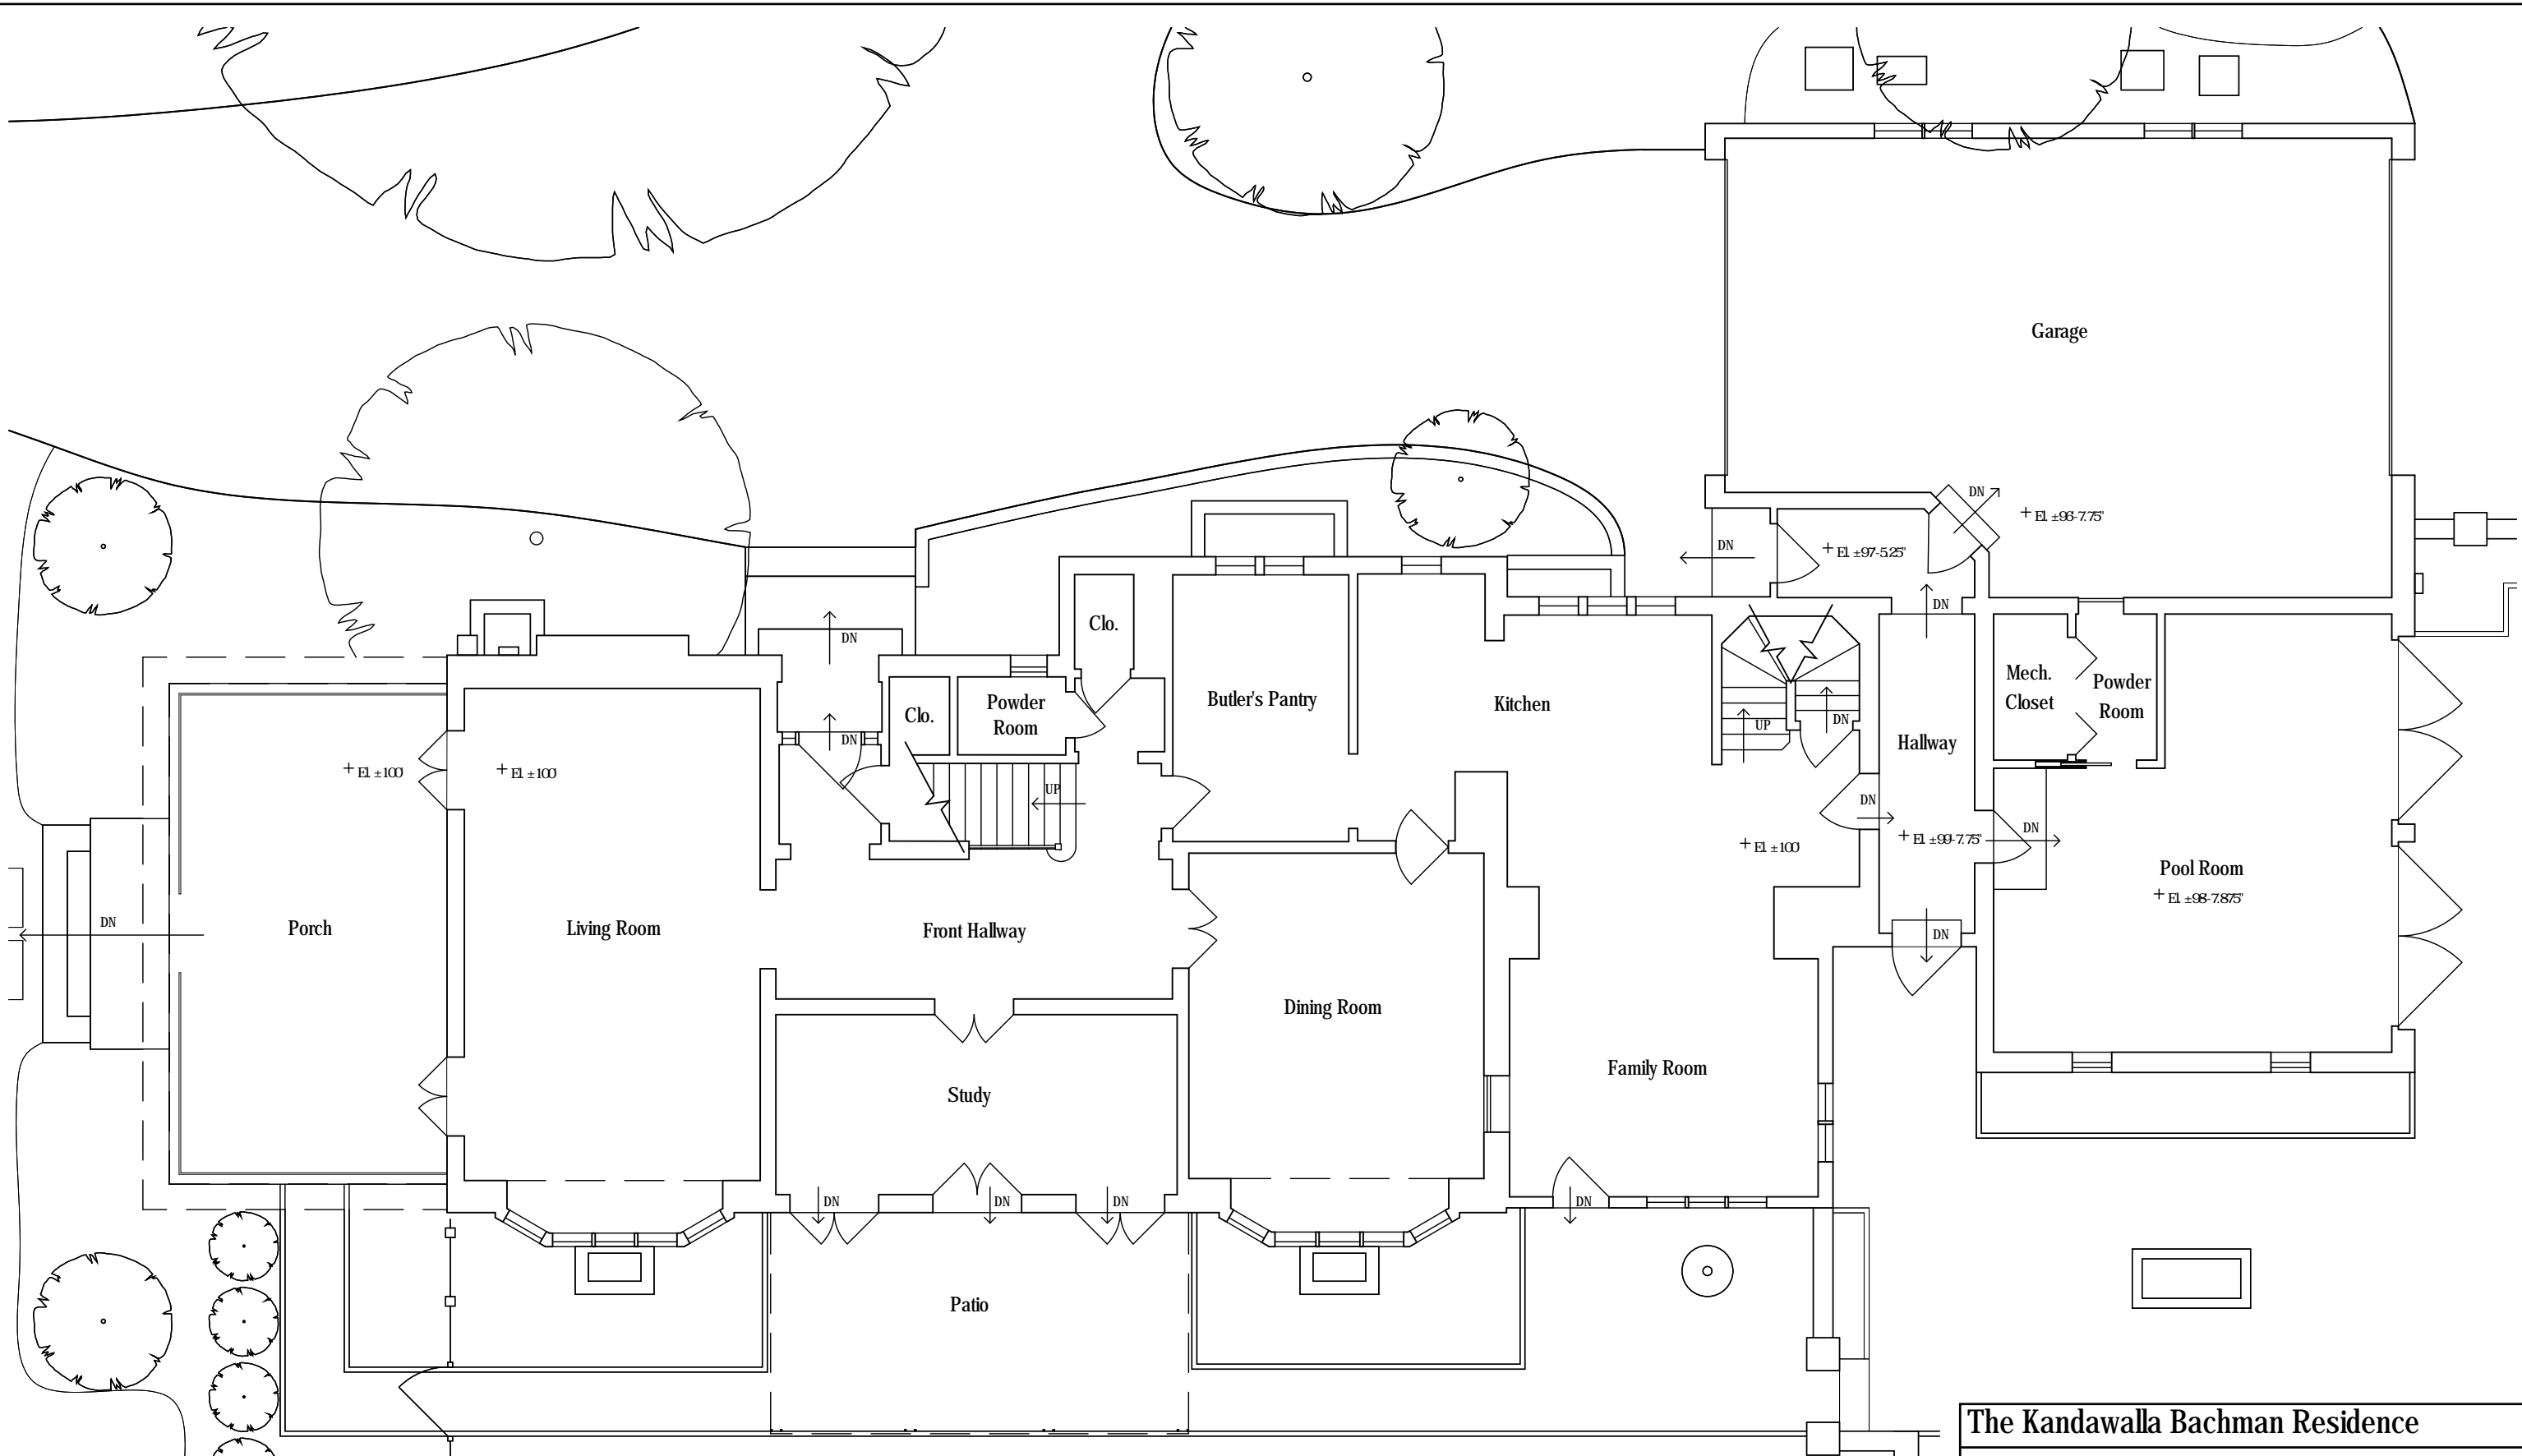 Garage
DN
+ El. ±96-7.75"
DN
+ El. ±97-5.25"
DN
Clo.
DN
Mech.
Closet
Powder
Room
Butler's Pantry
Kitchen
Powder
Room
Clo.
DN
DN
UP
DN
Hallway
+ El. ±100'
+ El. ±100'
UP
DN
DN
+ El. ±99-7.75"
+ El. ±100'
Pool Room
+ El. ±98-7.875"
DN
Porch
Living Room
Front Hallway
DN
Dining Room
Family Room
Study
DN
DN
DN
DN
Patio
The Kandawalla Bachman Residence